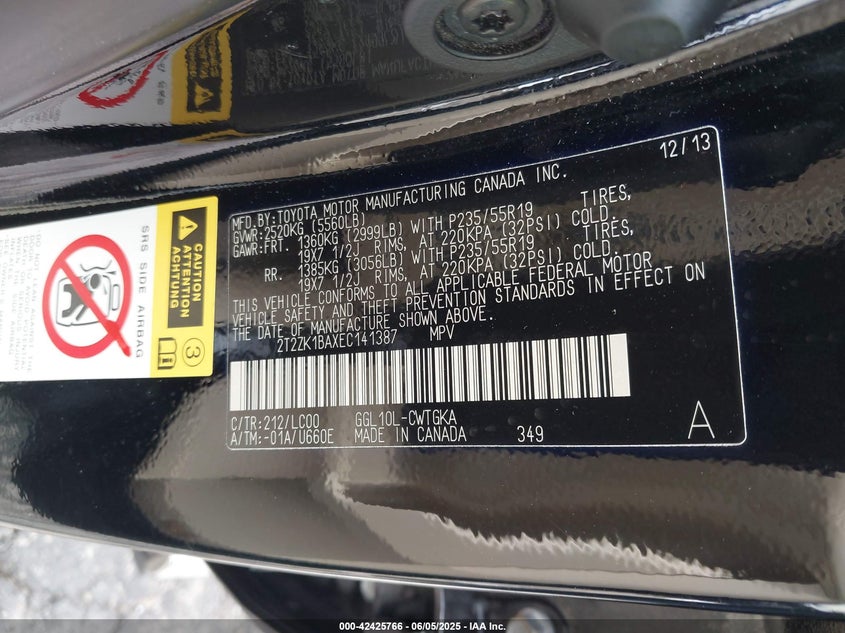 12/13
MFD.BY:TOYOTA MOTOR MANUFACTURING CANADA INC.
GVWR:2520KG (5560LB)
GAWR:FRT. 1360KG (2999LB) WITH P235/55R19 TIRES,
19X7 1/2J RIMS, AT 220KPA (32PSI) COLD.
RR. 1385KG (3056LB) WITH P235/55R19 TIRES,
19X7 1/2J RIMS, AT 220KPA (32PSI) COLD.
THIS VEHICLE CONFORMS TO ALL APPLICABLE FEDERAL MOTOR
VEHICLE SAFETY AND THEFT PREVENTION STANDARDS IN EFFECT ON
THE DATE OF MANUFACTURE SHOWN ABOVE.
2T2ZK1BAXEC141387 MPV
C/TR:212/LC00 GGL10L-CWTGKA
A/TM:-01A/U660E MADE IN CANADA 349
A
CAUTION
ACHTUNG
ATTENTION
3
SRS SIDE AIRBAG
000-42425766 - 06/05/2025 - IAA Inc.